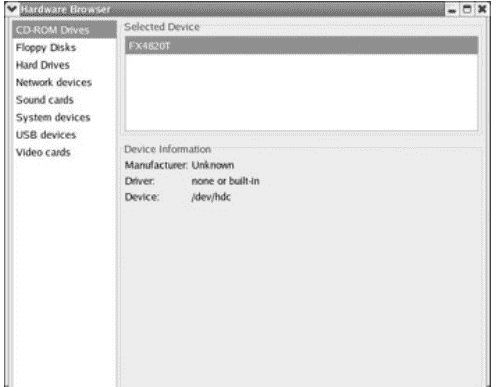 Hardware Browser
CD-ROM Drives
Floppy Disks
Hard Drives
Network devices
Sound cards
System devices
USB devices
Video cards
Selected Device
FX4820T
Device Information
Manufacturer: Unknown
Driver: none or built-in
Device: /dev/hdc